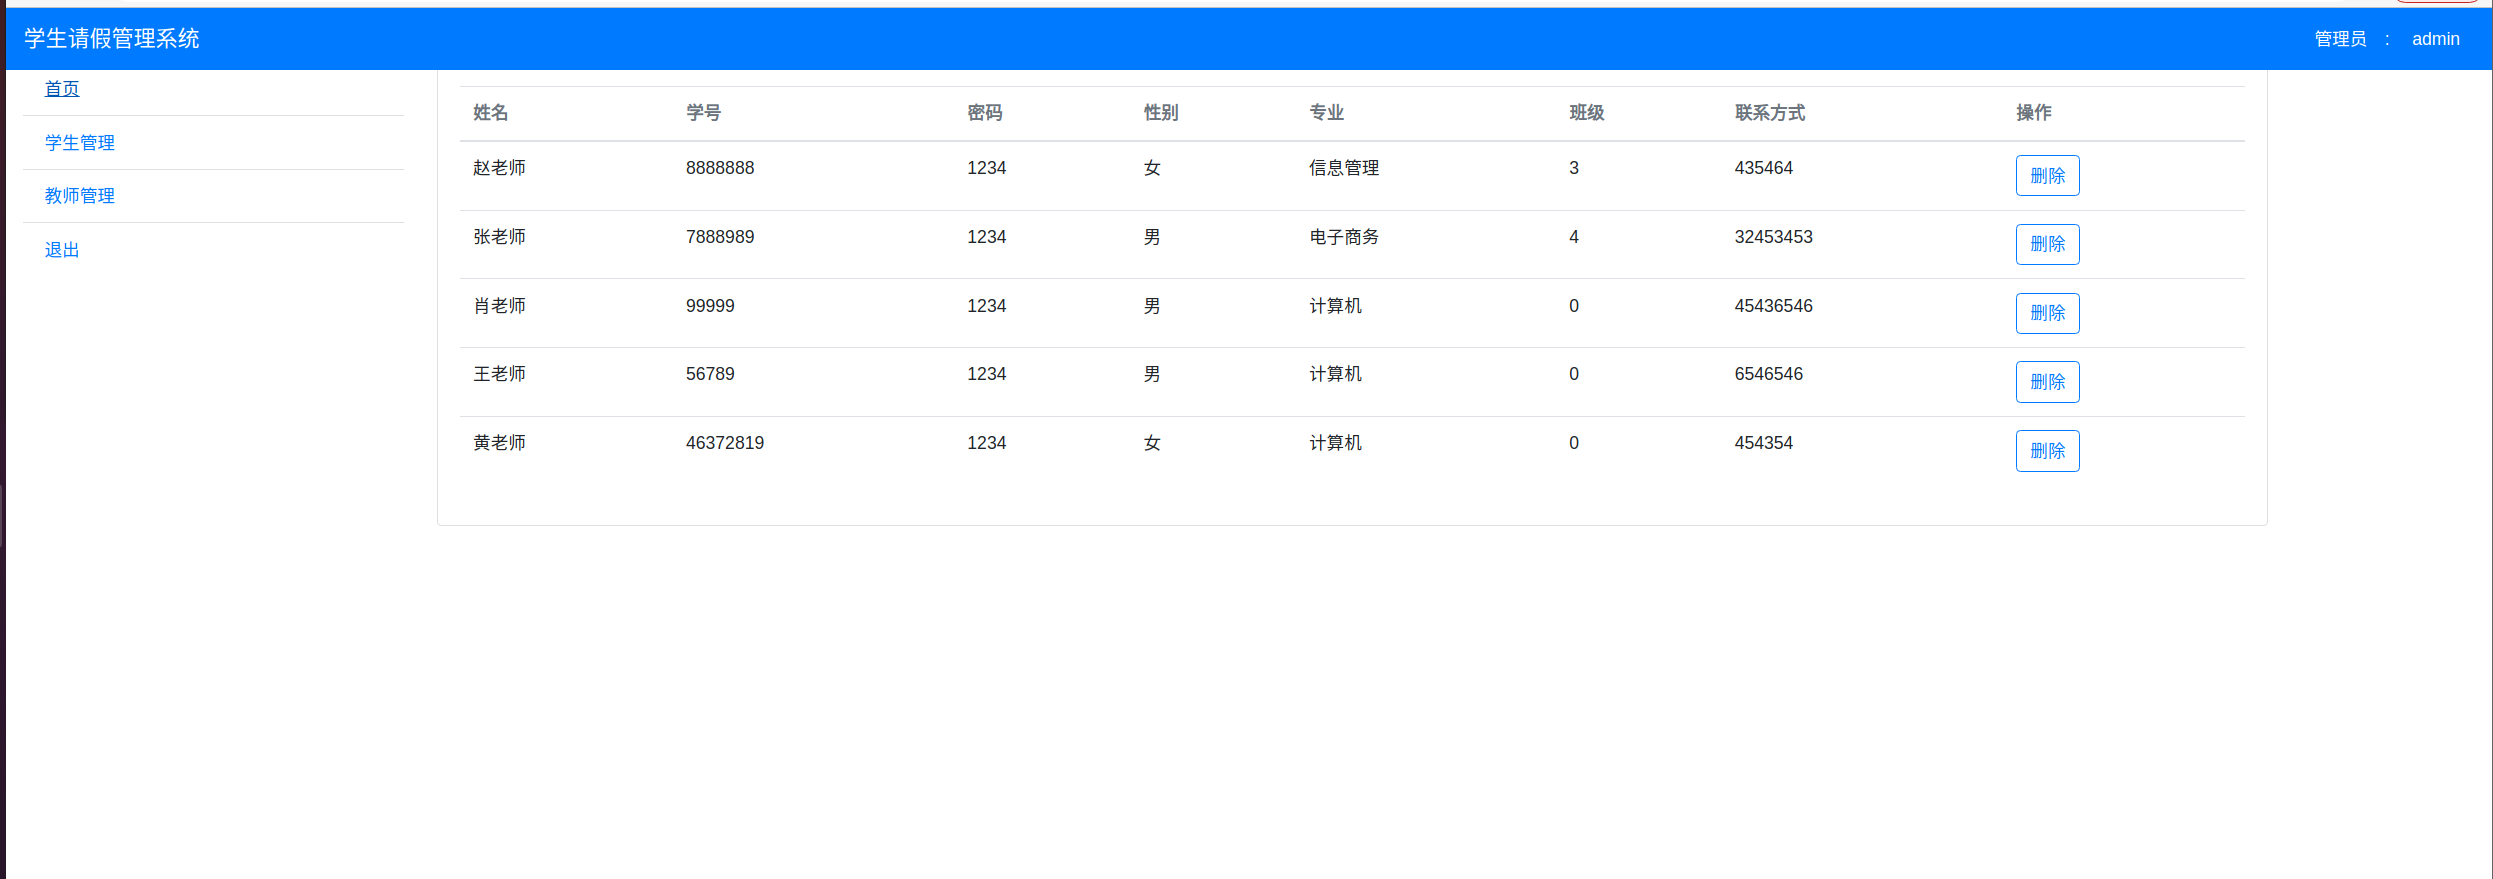 学生请假管理系统 管理员 : admin
首页
学生管理
教师管理
退出
姓名 学号 密码 性别 专业 班级 联系方式 操作
赵老师 8888888 1234 女 信息管理 3 435464 删除
张老师 7888989 1234 男 电子商务 4 32453453 删除
肖老师 99999 1234 男 计算机 0 45436546 删除
王老师 56789 1234 男 计算机 0 6546546 删除
黄老师 46372819 1234 女 计算机 0 454354 删除